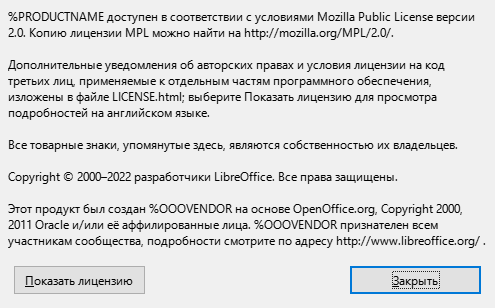 %PRODUCTNAME доступен в соответствии с условиями Mozilla Public License версии
2.0. Копию лицензии MPL можно найти на http://mozilla.org/MPL/2.0/.
Дополнительные уведомления об авторских правах и условия лицензии на код
третьих лиц, применяемые к отдельным частям программного обеспечения,
изложены в файле LICENSE.html; выберите Показать лицензию для просмотра
подробностей на английском языке.
Все товарные знаки, упомянутые здесь, являются собственностью их владельцев.
Copyright © 2000–2022 разработчики LibreOffice. Все права защищены.
Этот продукт был создан %OOOVENDOR на основе OpenOffice.org, Copyright 2000,
2011 Oracle и/или её аффилированные лица. %OOOVENDOR признателен всем
участникам сообщества, подробности смотрите по адресу http://www.libreoffice.org/ .
Показать лицензию
Закрыть